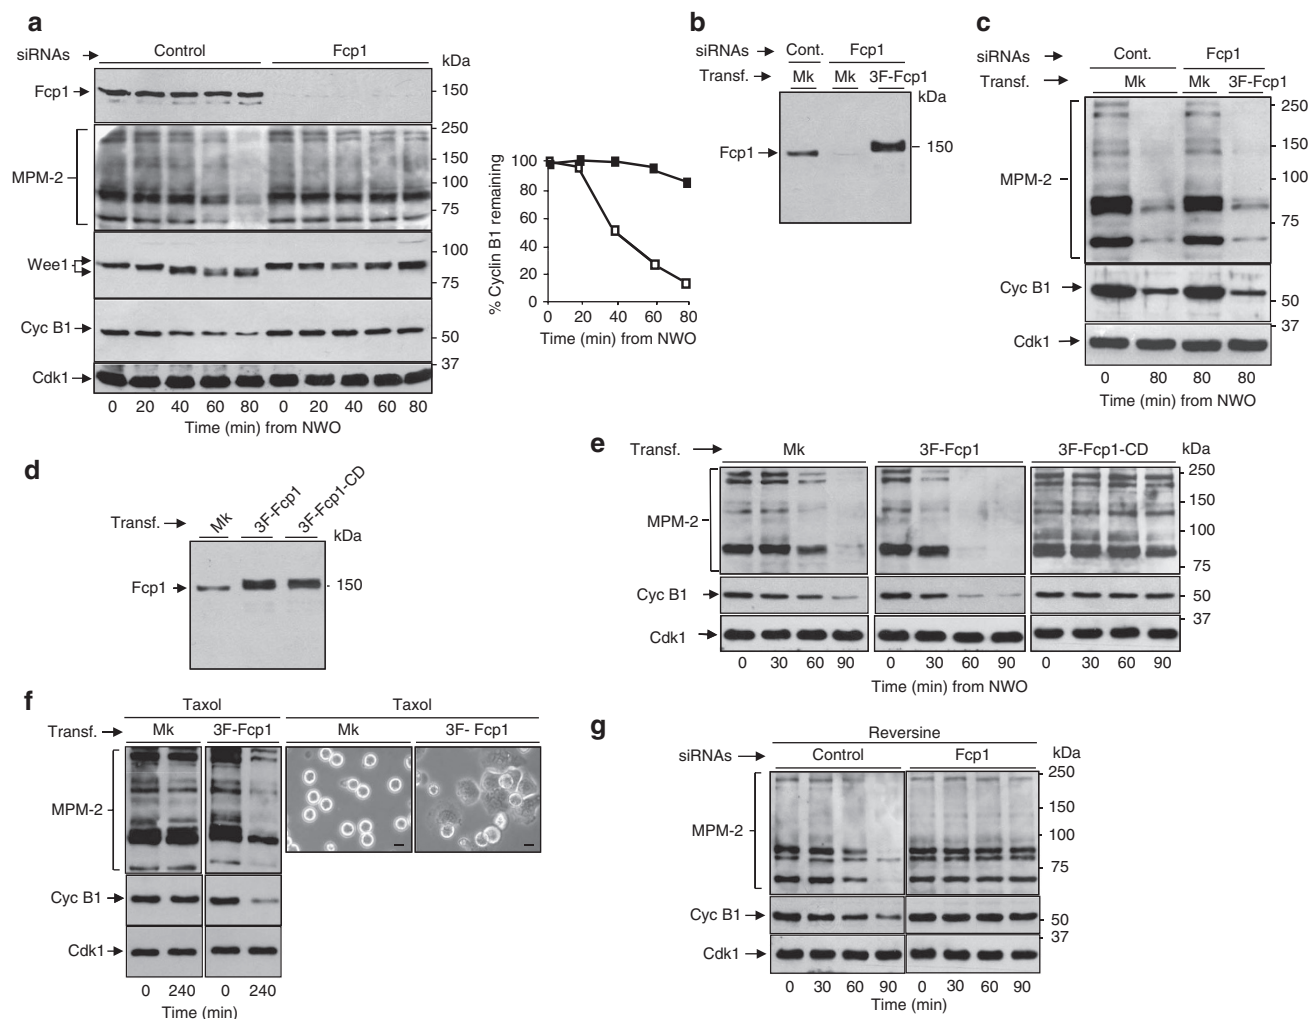 a
siRNAs
Control
Fcp1
kDa
Fcp1
150
MPM-2
250
150
100
75
Wee1
100
75
Cyc B1
50
37
Cdk1
0 20 40 60 80 0 20 40 60 80
Time (min) from NWO
% Cyclin B1 remaining
100
80
60
40
20
0
0 20 40 60 80
Time (min) from NWO
b
siRNAs
Cont.
Fcp1
Transf.
Mk
Mk
3F-Fcp1
kDa
Fcp1
150
c
siRNAs
Cont.
Fcp1
Transf.
Mk
Mk
3F-Fcp1
MPM-2
250
150
100
75
Cyc B1
50
37
Cdk1
0 80 80 80
Time (min) from NWO
d
Transf.
Mk
3F-Fcp1
3F-Fcp1-CD
kDa
Fcp1
150
e
Transf.
Mk
3F-Fcp1
3F-Fcp1-CD
kDa
MPM-2
250
150
100
75
Cyc B1
50
37
Cdk1
0 30 60 90 0 30 60 90 0 30 60 90
Time (min) from NWO
f
Taxol
Taxol
Transf.
Mk
3F-Fcp1
Mk
3F- Fcp1
MPM-2
Cyc B1
Cdk1
0 240 0 240
Time (min)
g
Reversine
siRNAs
Control
Fcp1
kDa
MPM-2
250
150
100
75
Cyc B1
50
37
Cdk1
0 30 60 90 0 30 60 90
Time (min)